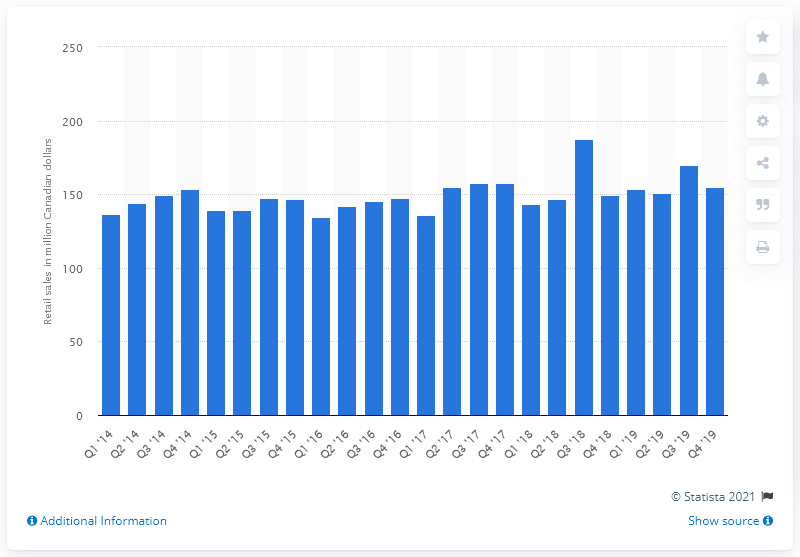 250
200
150
100
50
0
Retail sales in million Canadian dollars
Q1 '14
Q2 '14
Q3 '14
Q4 '14
Q1 '15
Q2 '15
Q3 '15
Q4 '15
Q1 '16
Q2 '16
Q3 '16
Q4 '16
Q1 '17
Q2 '17
Q3 '17
Q4 '17
Q1 '18
Q2 '18
Q3 '18
Q4 '18
Q1 '19
Q2 '19
Q3 '19
Q4 '19
© Statista 2021
Additional Information
Show source